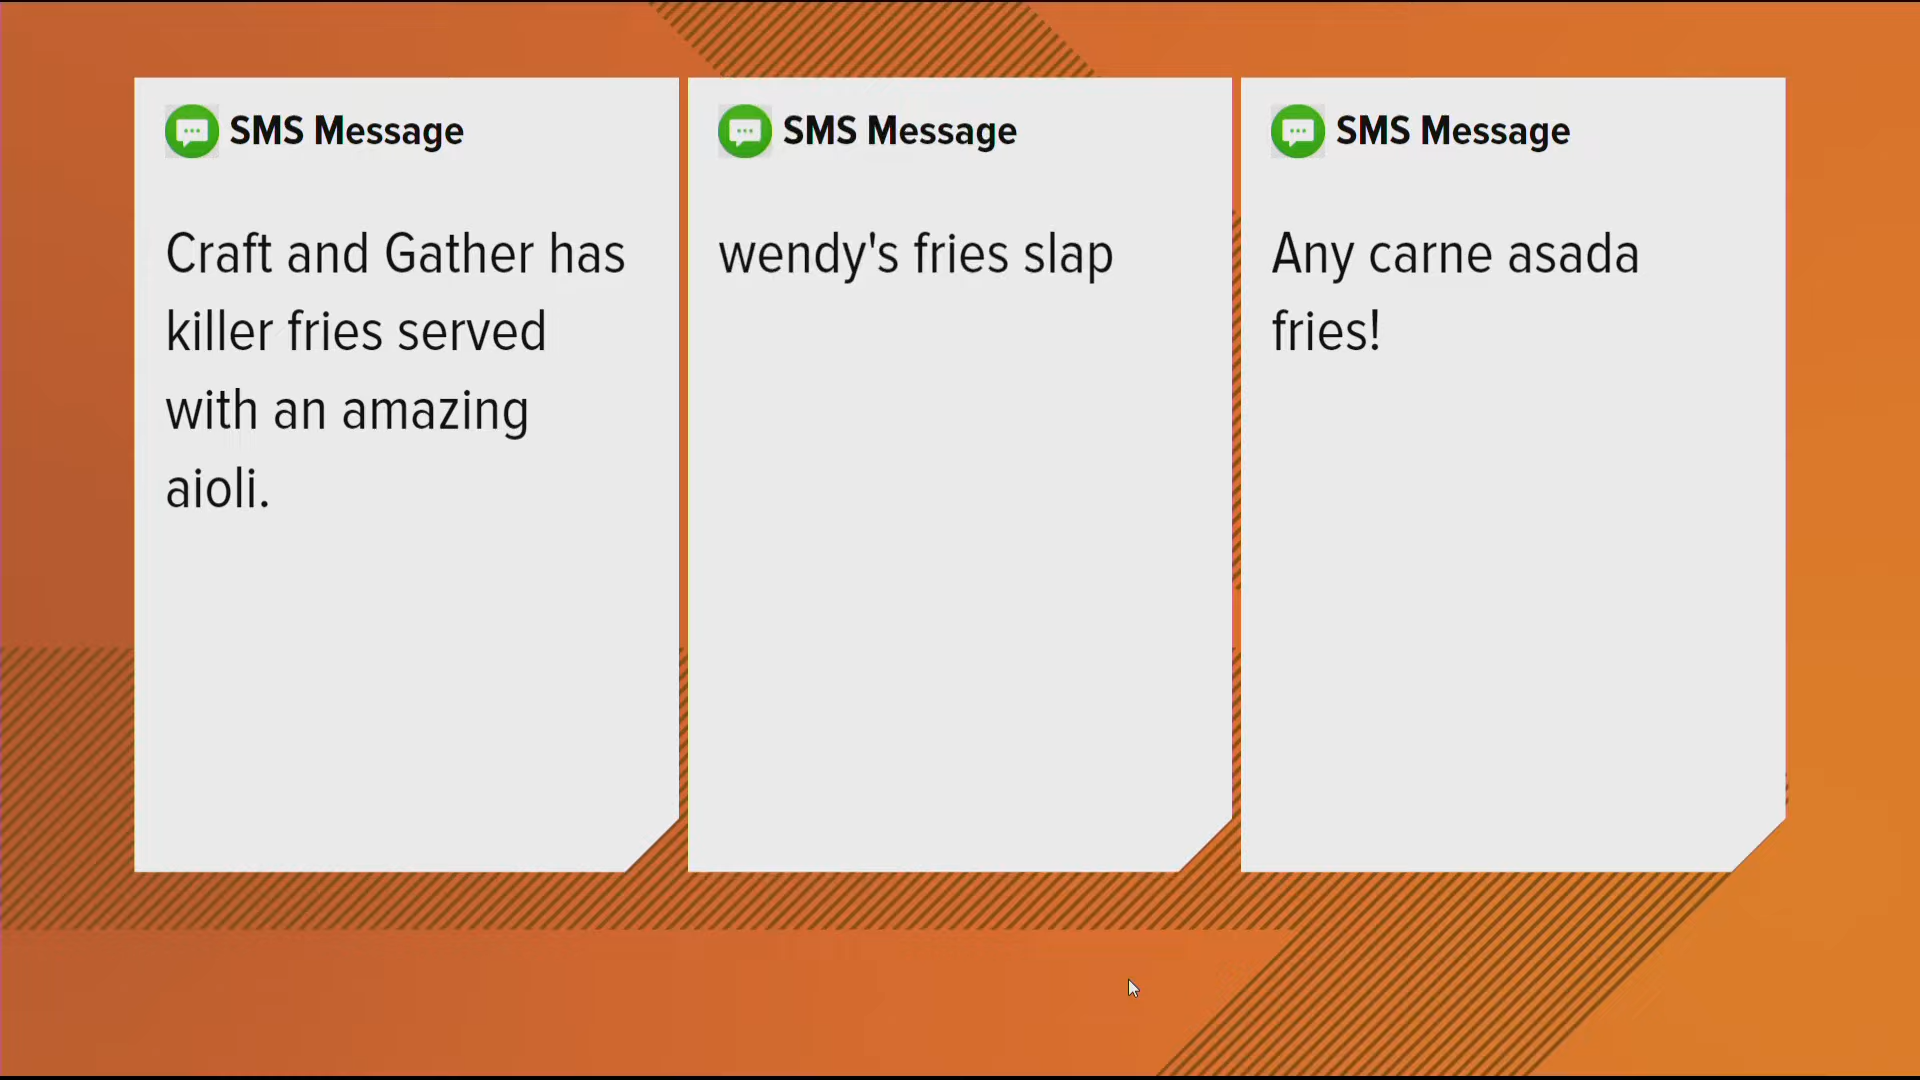 SMS Message
Craft and Gather has
killer fries served
with an amazing
aioli.
SMS Message
wendy's fries slap
SMS Message
Any carne asada
fries!